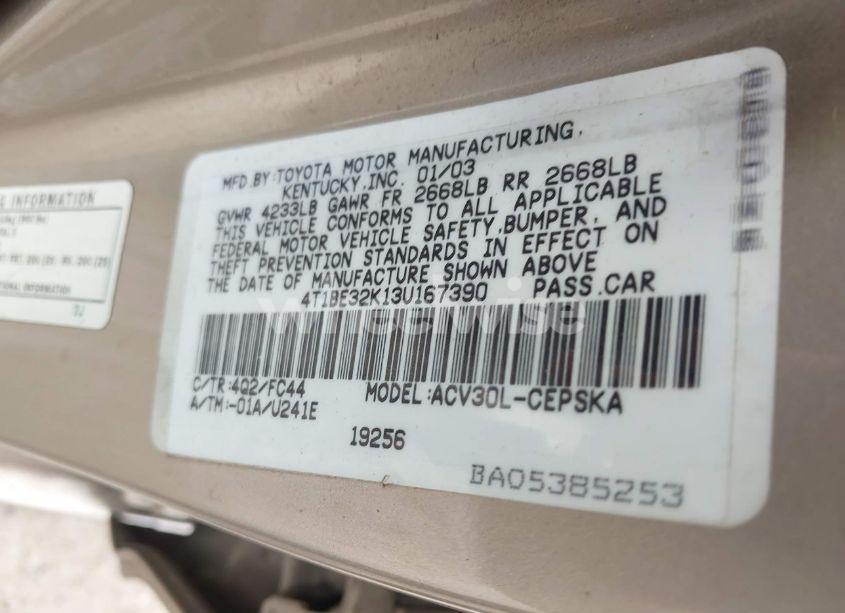 MFD.BY:TOYOTA MOTOR MANUFACTURING,
KENTUCKY,INC. 01/03
GVWR 4233LB GAWR FR 2668LB RR 2668LB
THIS VEHICLE CONFORMS TO ALL APPLICABLE
FEDERAL MOTOR VEHICLE SAFETY,BUMPER, AND
THEFT PREVENTION STANDARDS IN EFFECT ON
THE DATE OF MANUFACTURE SHOWN ABOVE
4T1BE32K13U167390 PASS.CAR
C/TR:4Q2/FC44 MODEL:ACV30L-CEPSKA
A/TM:-01A/U241E
19256
BA05385253
INFORMATION